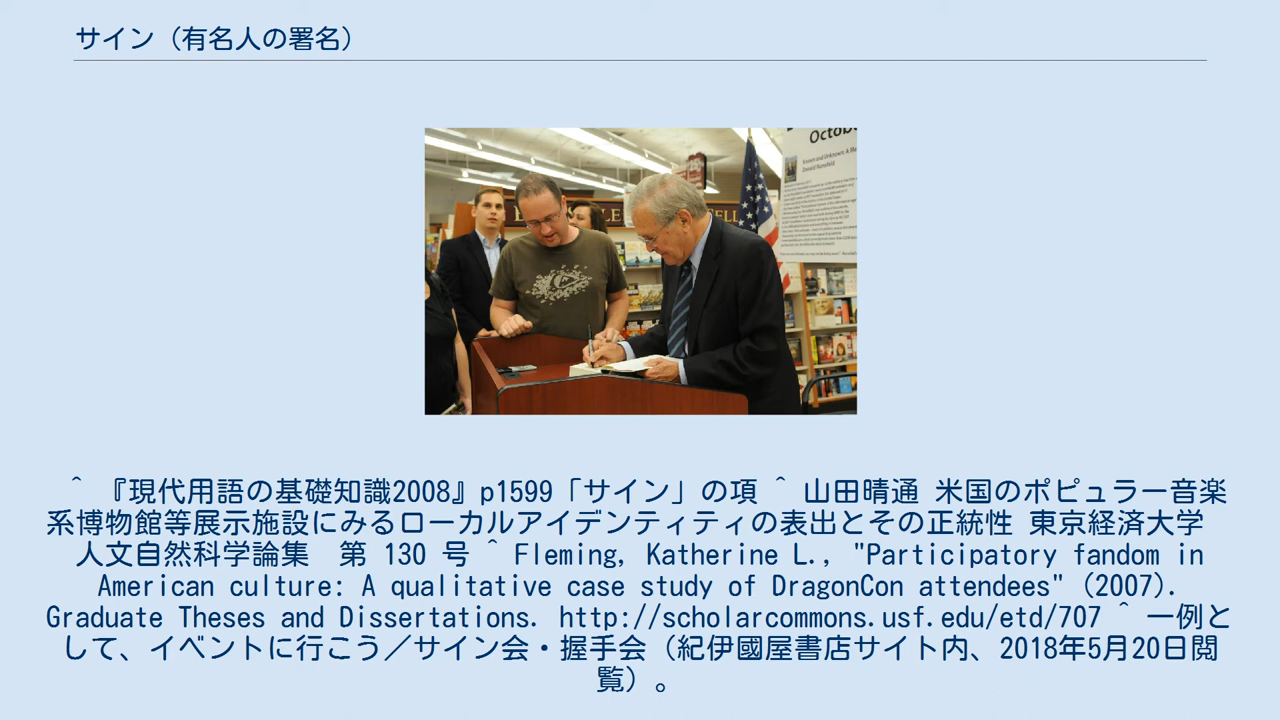 サイン（有名人の署名）
Octob
Known and Unknown: A M
Donald Rumsfeld
^ 『現代用語の基礎知識2008』p1599「サイン」の項 ^ 山田晴通 米国のポピュラー音楽
系博物館等展示施設にみるローカルアイデンティティの表出とその正統性 東京経済大学
人文自然科学論集　第 130 号 ^ Fleming, Katherine L., "Participatory fandom in
American culture: A qualitative case study of DragonCon attendees" (2007).
Graduate Theses and Dissertations. http://scholarcommons.usf.edu/etd/707 ^ 一例と
して、イベントに行こう／サイン会・握手会（紀伊國屋書店サイト内、2018年5月20日閲
覧）。